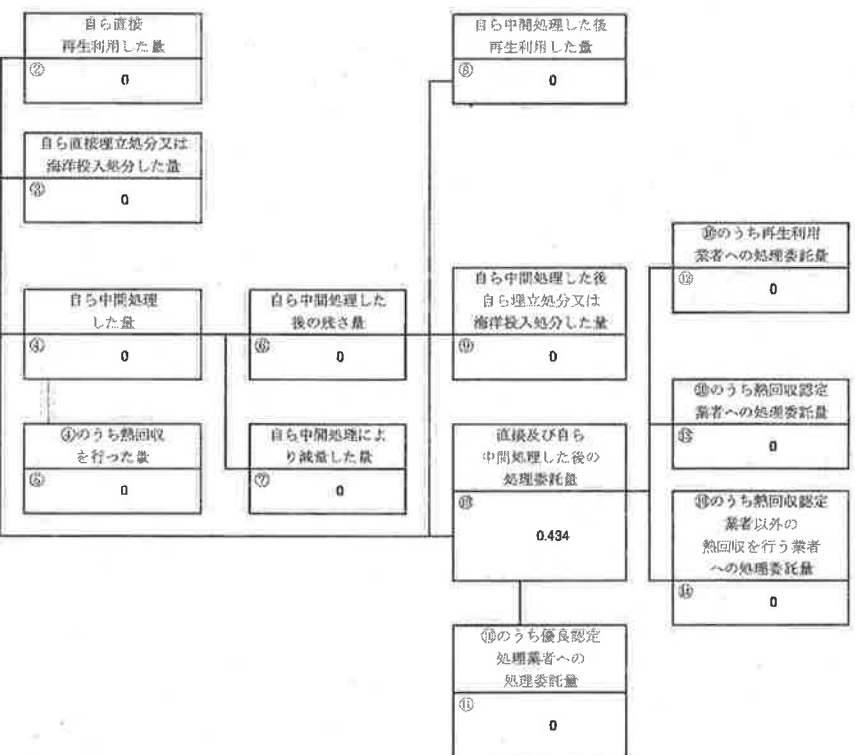 自ら直接
再生利用した量
②
0
自ら中間処理した後
再生利用した量
⑧
0
自ら直接埋立処分又は
海洋投入処分した量
③
0
⑩のうち再生利用
業者への処理委託量
⑫
0
自ら中間処理
した量
④
0
自ら中間処理した
後の残さ量
⑥
0
自ら中間処理した後
自ら埋立処分又は
海洋投入処分した量
⑨
0
⑩のうち熱回収認定
業者への処理委託量
⑬
0
④のうち熱回収
を行った量
⑤
0
自ら中間処理によ
り減量した量
⑦
0
直接及び自ら
中間処理した後の
処理委託量
⑩
0.434
⑩のうち熱回収認定
業者以外の
熱回収を行う業者
への処理委託量
⑭
0
⑩のうち優良認定
処理業者への
処理委託量
⑪
0